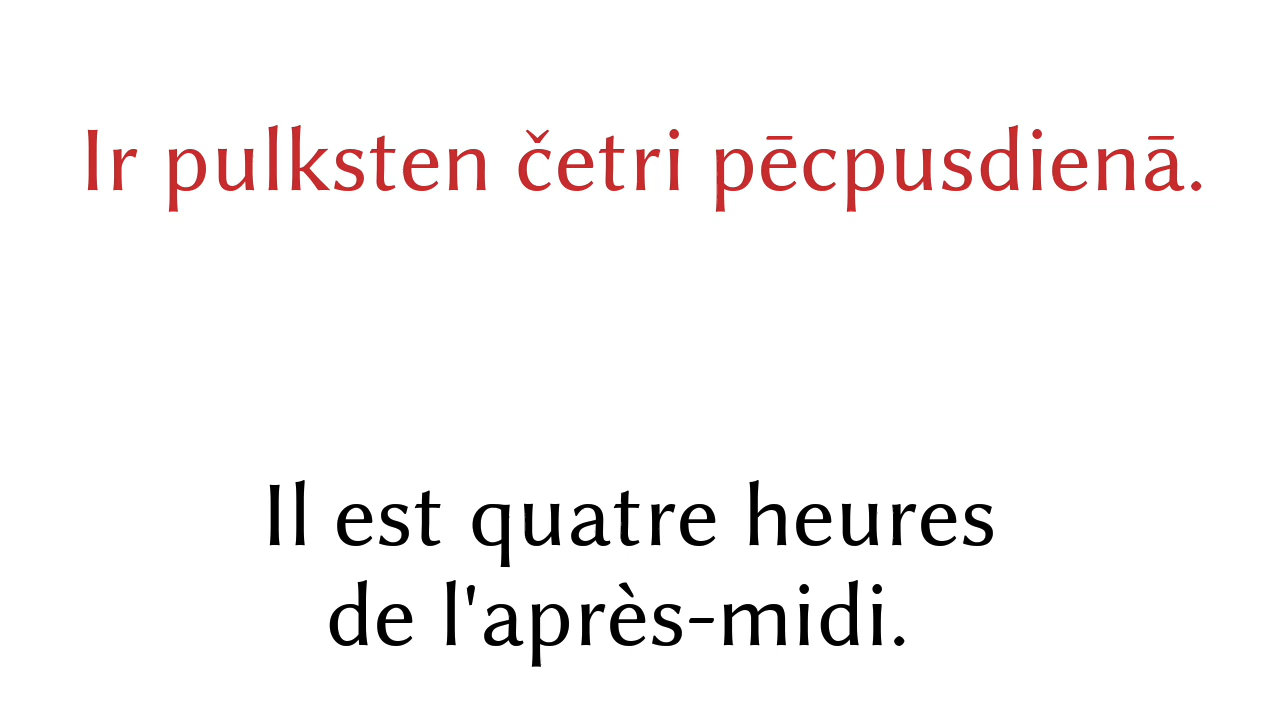 Ir pulksten četri pēcpusdienā.
Il est quatre heures
de l'après-midi.